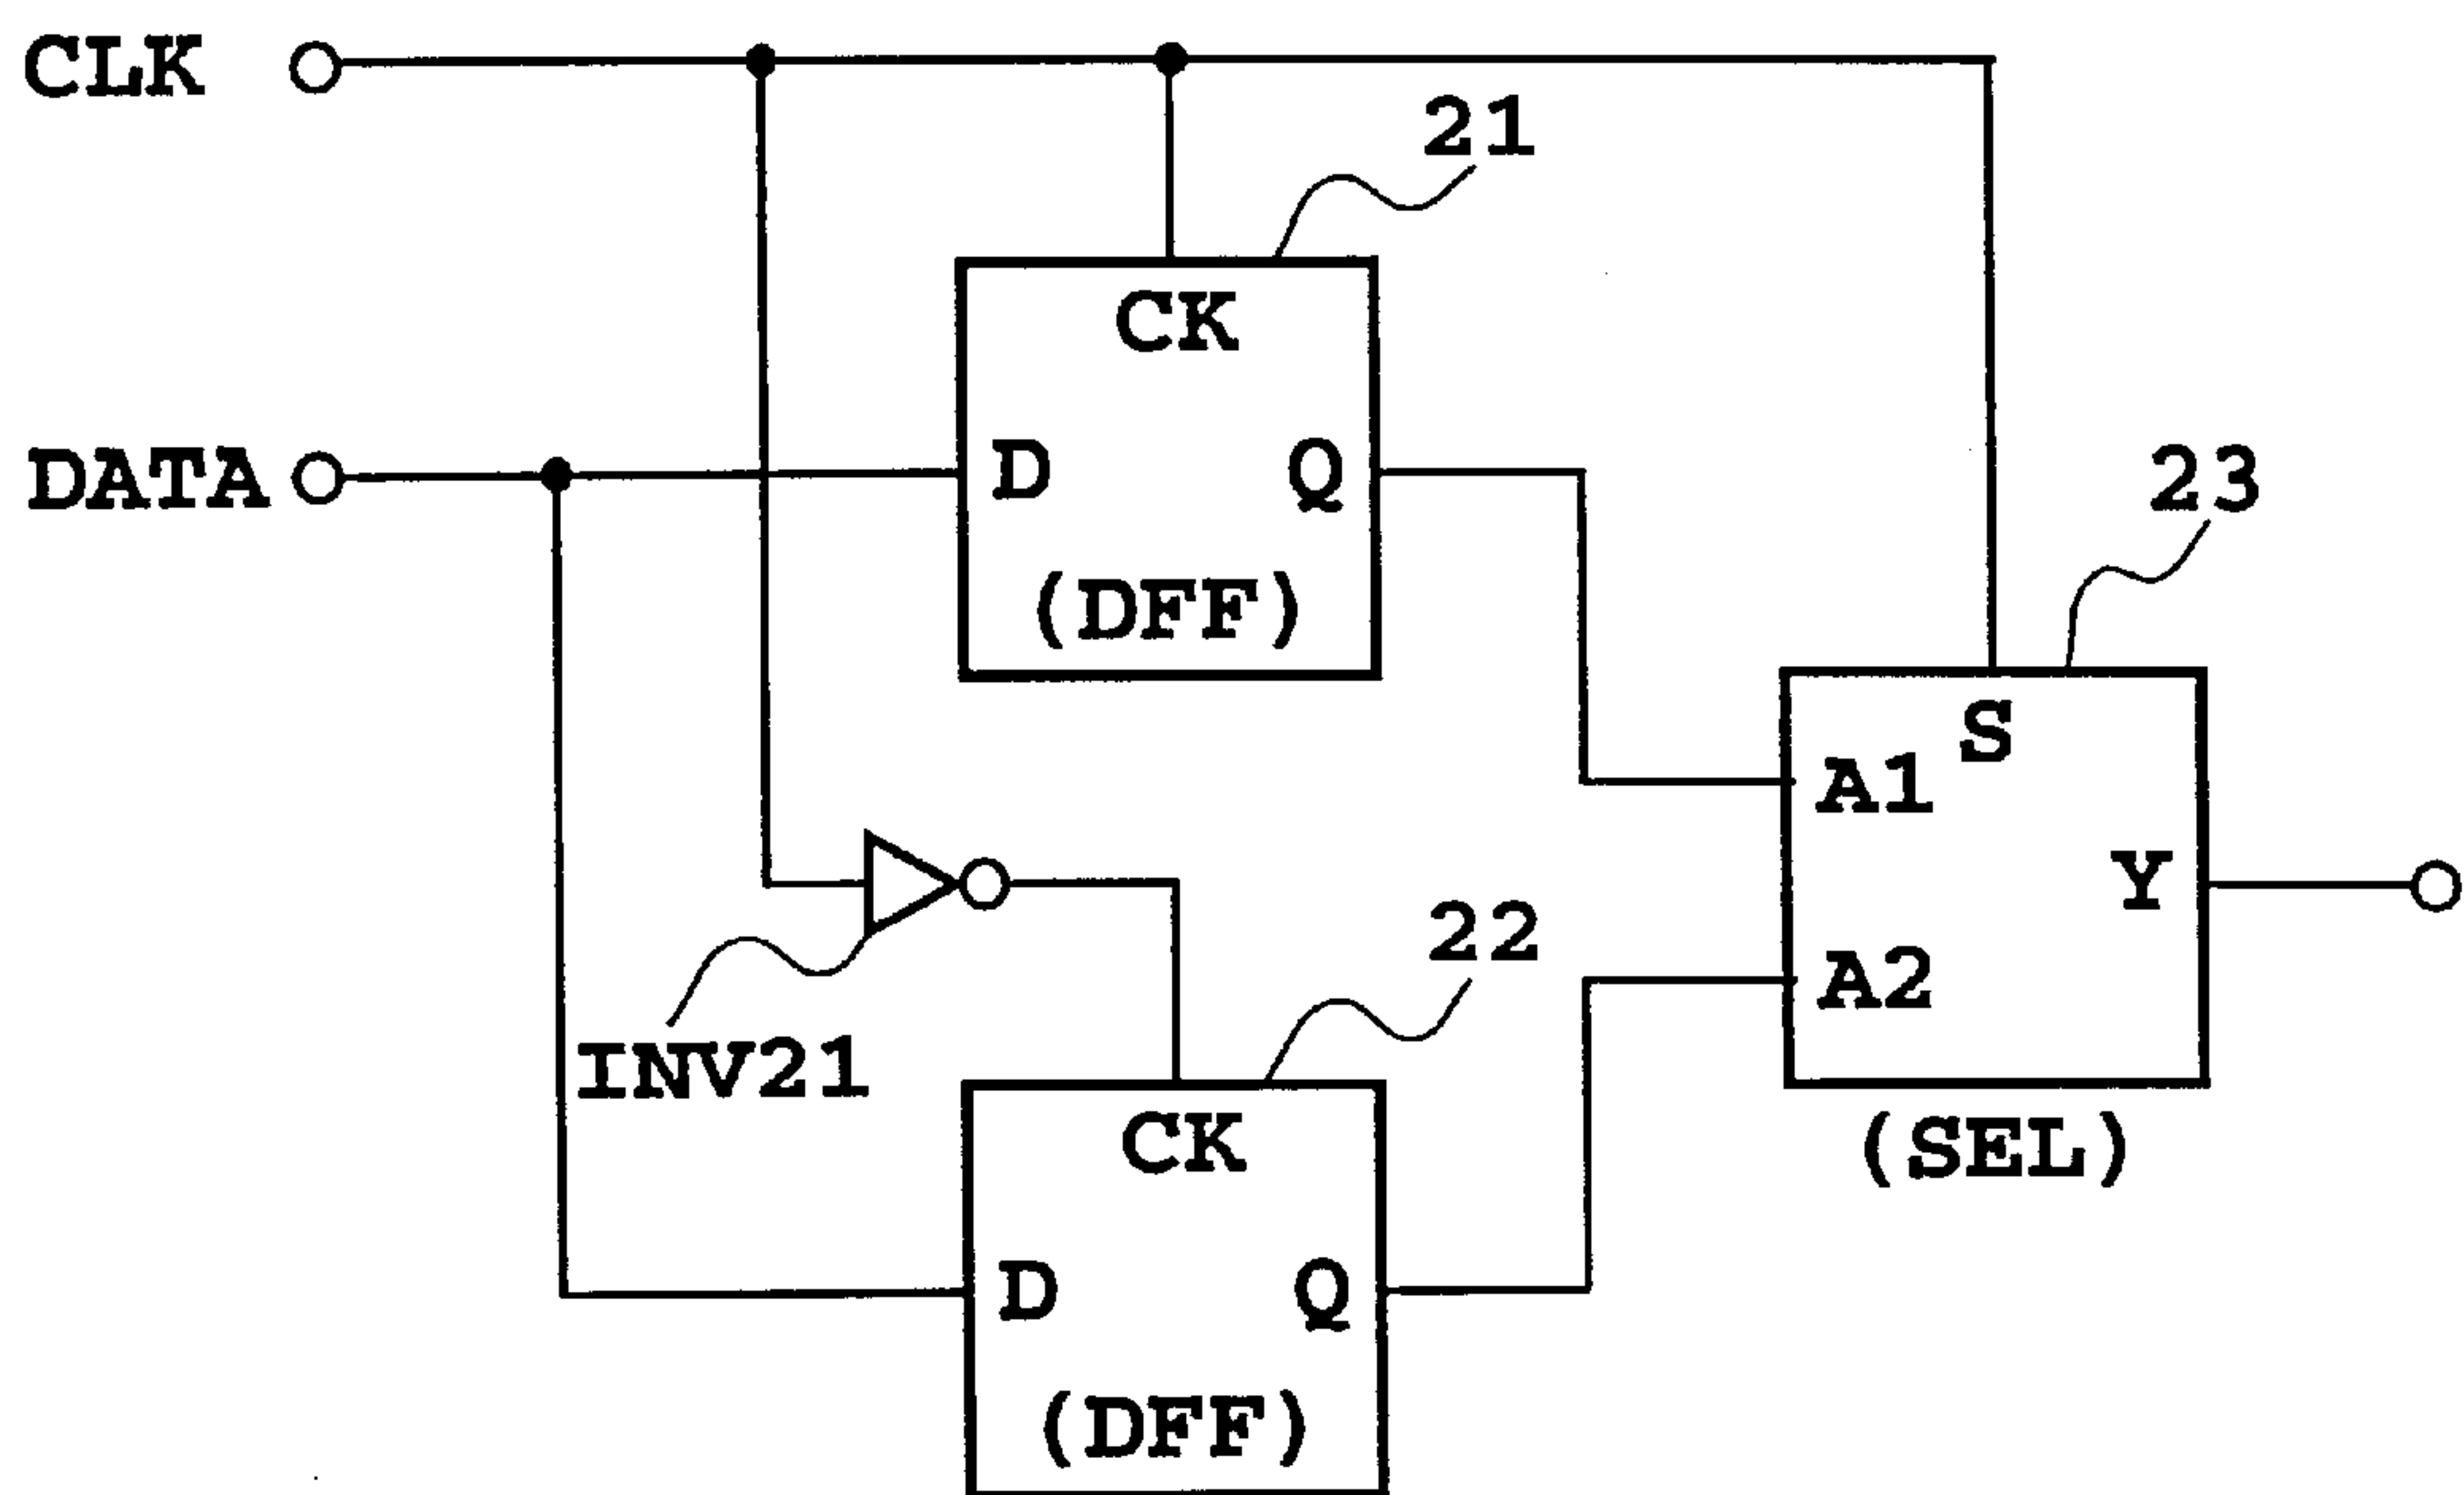 CLK
21
CK
DATA
D
Q
23
(DFF)
S
A1
Y
22
A2
INV21
CK
(SEL)
D
Q
(DFF)